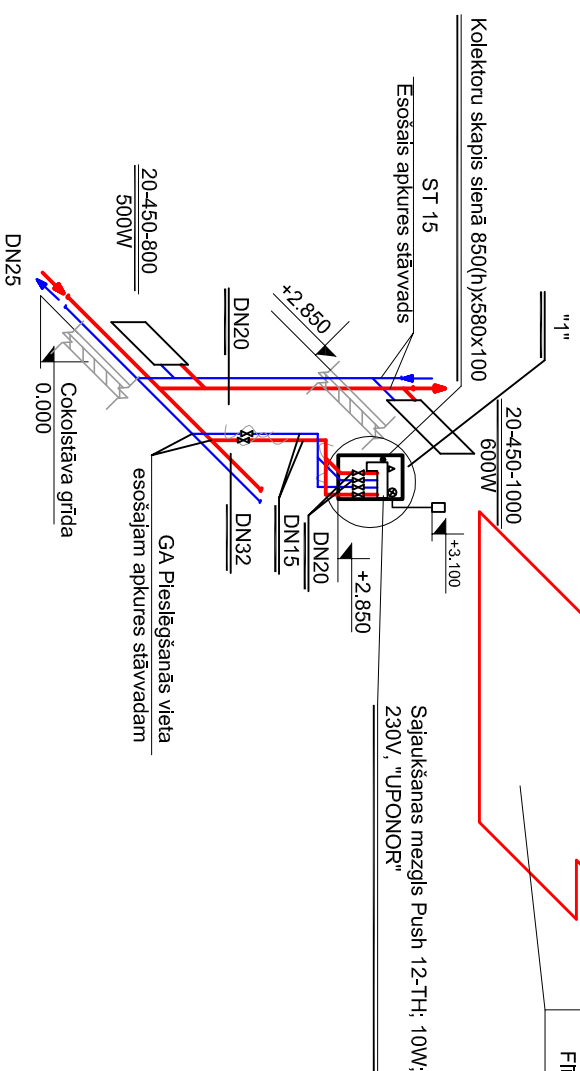 "1"
Kolektoru skapis sienā 850(h)x580x100
ST 15
Esošais apkures stāvvads
20-450-1000
600W
+3.100
+2.850
+2.850
20-450-800
500W
DN20
DN20
DN15
DN32
DN25
Cokolstāva grīda
0.000
GA Pieslēgšanās vieta
esošajam apkures stāvvadam
Sajaukšanas mezgls Push 12-TH; 10W;
230V, "UPONOR"